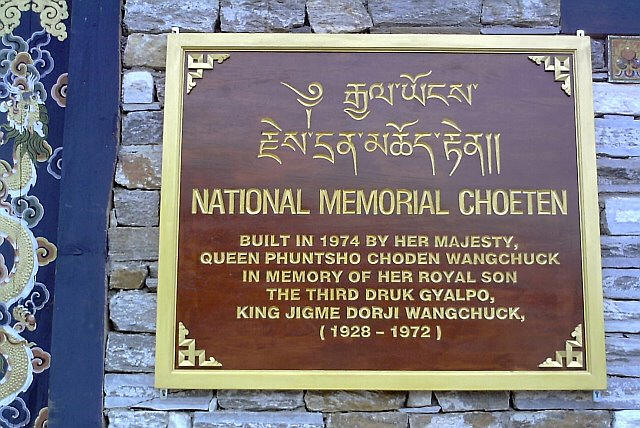 ༄ རྒྱལ་ཡོངས་
རྗེས་དྲན་མཆོད་རྟེན།།
NATIONAL MEMORIAL CHOETEN
BUILT IN 1974 BY HER MAJESTY,
QUEEN PHUNTSHO CHODEN WANGCHUCK
IN MEMORY OF HER ROYAL SON
THE THIRD DRUK GYALPO,
KING JIGME DORJI WANGCHUCK,
( 1928 - 1972 )